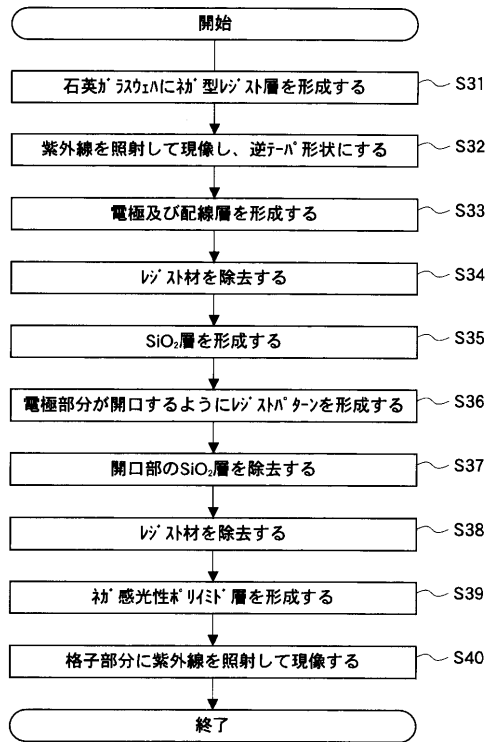 開始
石英ｶﾞﾗｽｳｪﾊにﾈｶﾞ型ﾚｼﾞｽﾄ層を形成する S31
紫外線を照射して現像し、逆ﾃｰﾊﾟ形状にする S32
電極及び配線層を形成する S33
ﾚｼﾞｽﾄ材を除去する S34
SiO₂層を形成する S35
電極部分が開口するようにﾚｼﾞｽﾄﾊﾟﾀｰﾝを形成する S36
開口部のSiO₂層を除去する S37
ﾚｼﾞｽﾄ材を除去する S38
ﾈｶﾞ感光性ﾎﾟﾘｲﾐﾄﾞ層を形成する S39
格子部分に紫外線を照射して現像する S40
終了